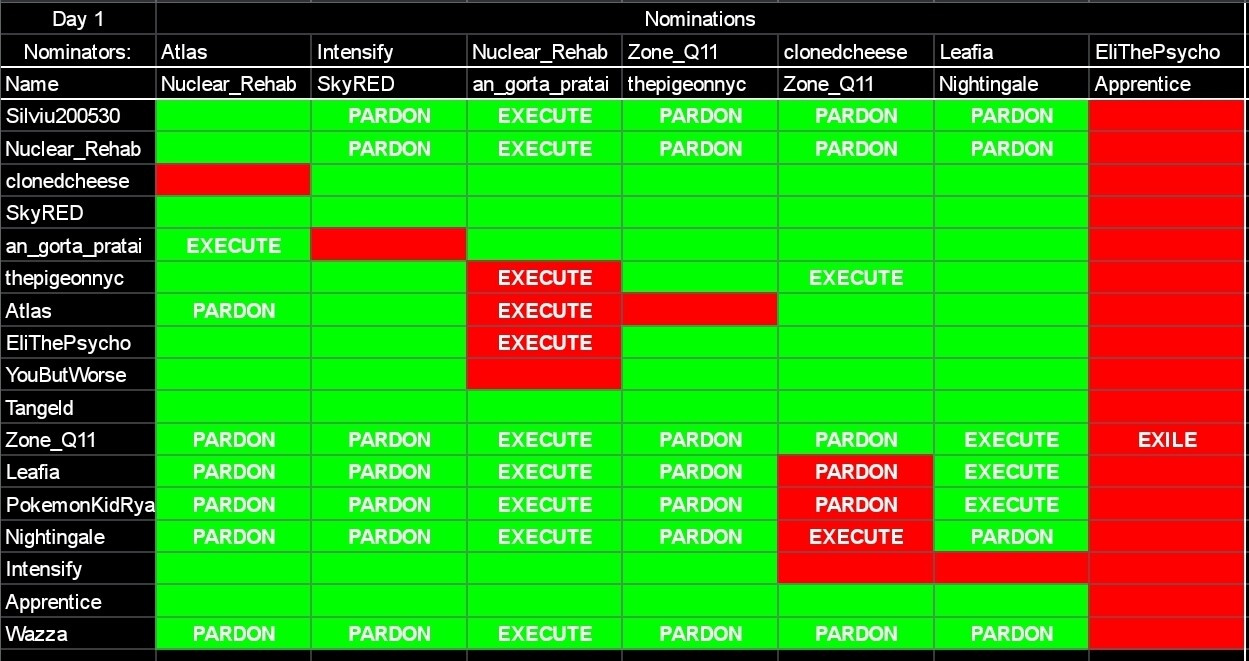 Day 1 Nominations
Nominators: Atlas Intensify Nuclear_Rehab Zone_Q11 clonedcheese Leafia EliThePsycho
Name Nuclear_Rehab SkyRED an_gorta_pratai thepigeonnyc Zone_Q11 Nightingale Apprentice
Silviu200530 PARDON EXECUTE PARDON PARDON PARDON
Nuclear_Rehab PARDON EXECUTE PARDON PARDON PARDON
clonedcheese
SkyRED
an_gorta_pratai EXECUTE
thepigeonnyc EXECUTE EXECUTE
Atlas PARDON EXECUTE
EliThePsycho EXECUTE
YouButWorse
Tangeld
Zone_Q11 PARDON PARDON EXECUTE PARDON PARDON EXECUTE EXILE
Leafia PARDON PARDON EXECUTE PARDON PARDON EXECUTE
PokemonKidRya PARDON PARDON EXECUTE PARDON PARDON EXECUTE
Nightingale PARDON PARDON EXECUTE PARDON EXECUTE PARDON
Intensify
Apprentice
Wazza PARDON PARDON EXECUTE PARDON PARDON PARDON